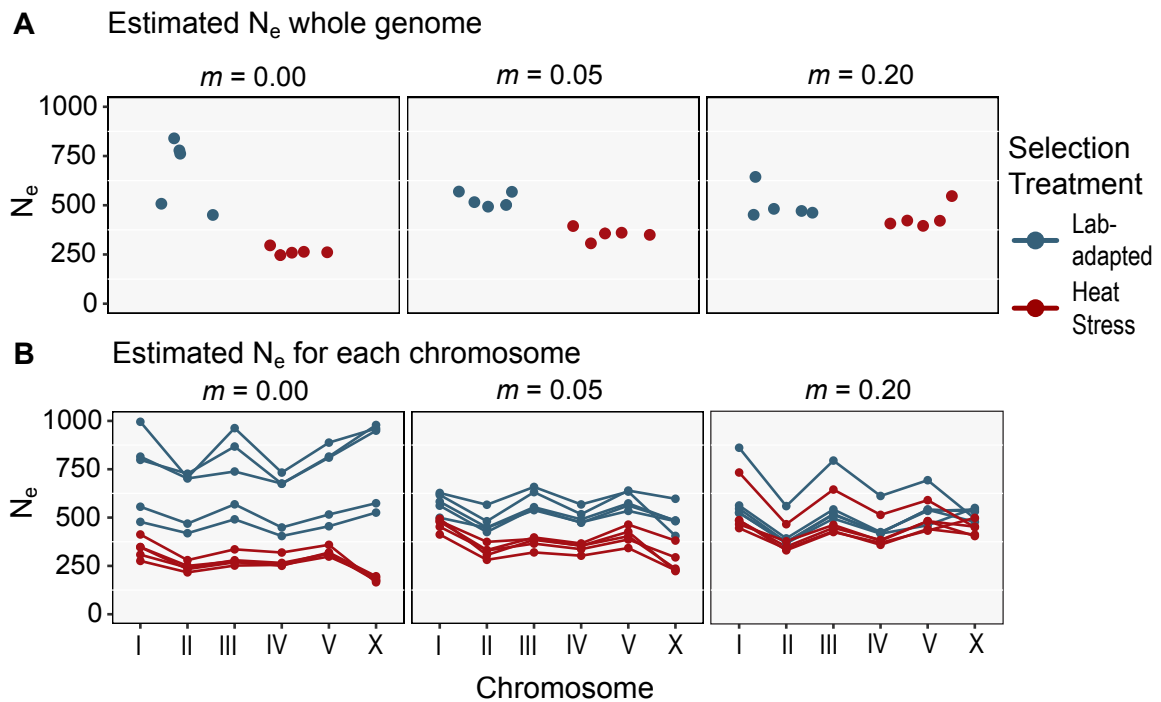 A Estimated Ne whole genome
m = 0.00 m = 0.05 m = 0.20
1000
750
500
250
0
Ne
Selection
Treatment
Lab-
adapted
Heat
Stress
B Estimated Ne for each chromosome
m = 0.00 m = 0.05 m = 0.20
1000
750
500
250
0
Ne
I II III IV V X I II III IV V X I II III IV V X
Chromosome